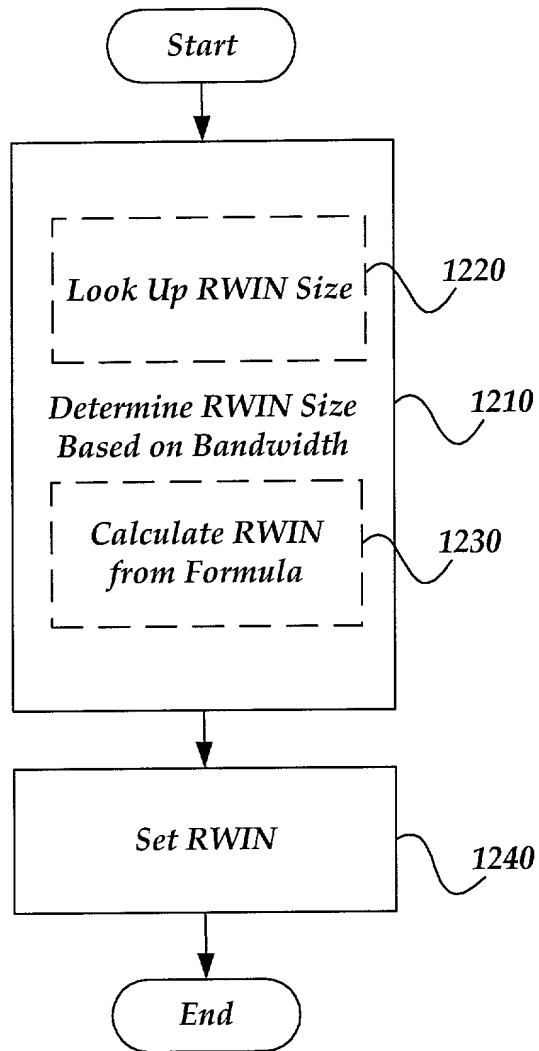 Start
Look Up RWIN Size
1220
Determine RWIN Size
Based on Bandwidth
1210
Calculate RWIN
from Formula
1230
Set RWIN
1240
End